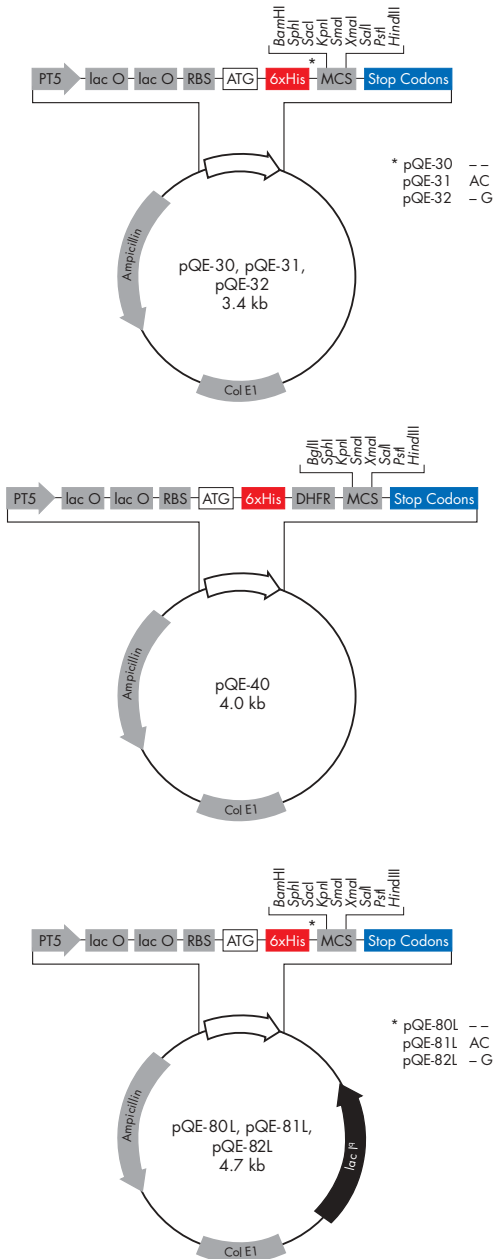 BamHI
SphI
SacI
KpnI
SmaI
XmaI
SalI
PstI
HindIII
PT5 lac O lac O RBS ATG 6xHis * MCS Stop Codons
* pQE-30 – –
pQE-31 AC
pQE-32 – G
Ampicillin
pQE-30, pQE-31,
pQE-32
3.4 kb
Col E1
BglII
SphI
KpnI
SmaI
XmaI
SalI
PstI
HindIII
PT5 lac O lac O RBS ATG 6xHis DHFR MCS Stop Codons
Ampicillin
pQE-40
4.0 kb
Col E1
BamHI
SphI
SacI
KpnI
SmaI
XmaI
SalI
PstI
HindIII
PT5 lac O lac O RBS ATG 6xHis * MCS Stop Codons
* pQE-80L – –
pQE-81L AC
pQE-82L – G
Ampicillin
pQE-80L, pQE-81L,
pQE-82L
4.7 kb
lac Iq
Col E1